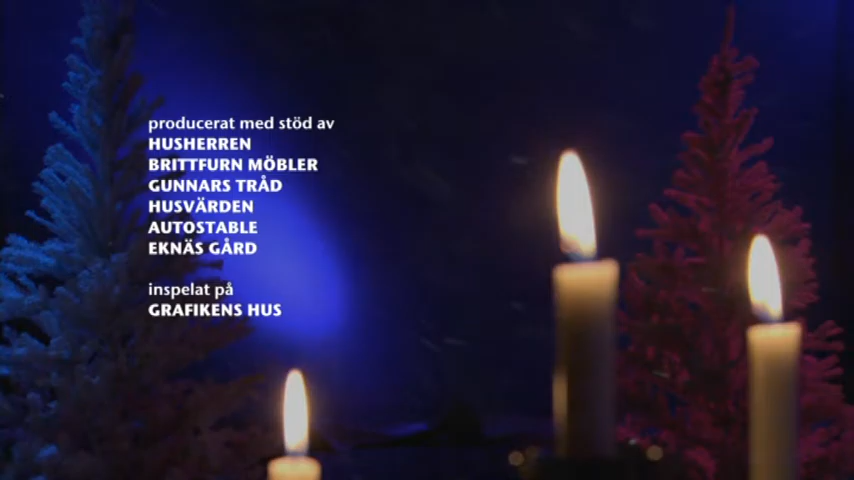 producerat med stöd av
HUSHERREN
BRITTFURN MÖBLER
GUNNARS TRÅD
HUSVÄRDEN
AUTOSTABLE
EKNÄS GÅRD
inspelat på
GRAFIKENS HUS